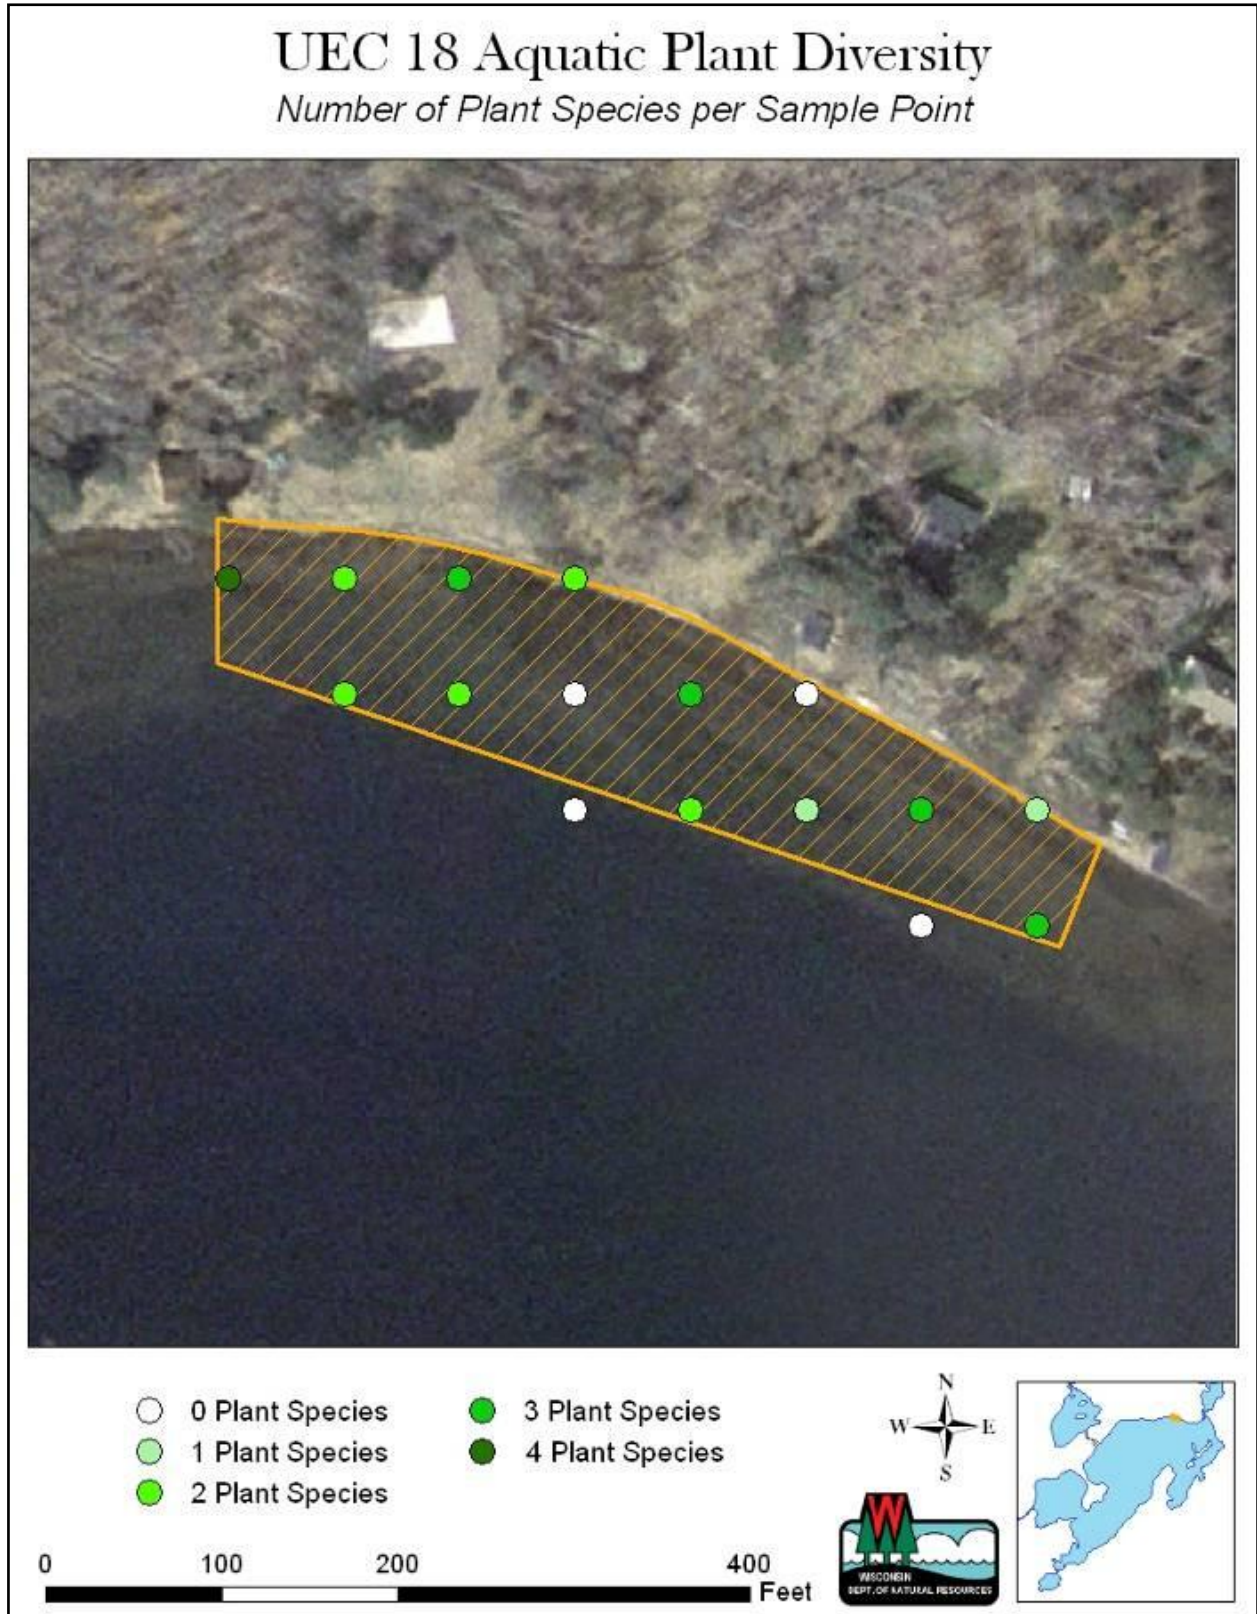 UEC 18 Aquatic Plant Diversity
Number of Plant Species per Sample Point
0 Plant Species
1 Plant Species
2 Plant Species
3 Plant Species
4 Plant Species
N
W E
S
W
WISCONSIN
DEPT. OF NATURAL RESOURCES
0 100 200 400
Feet